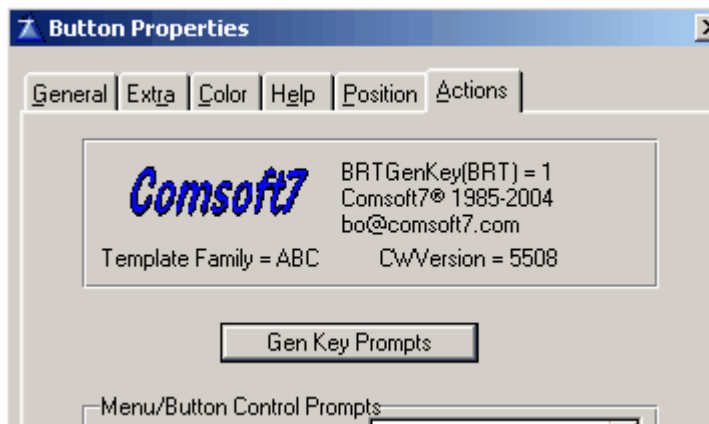 Button Properties
General Extra Color Help Position Actions
Comsoft7
BRTGenKey(BRT) = 1
Comsoft7® 1985-2004
bo@comsoft7.com
Template Family = ABC CWVersion = 5508
Gen Key Prompts
Menu/Button Control Prompts